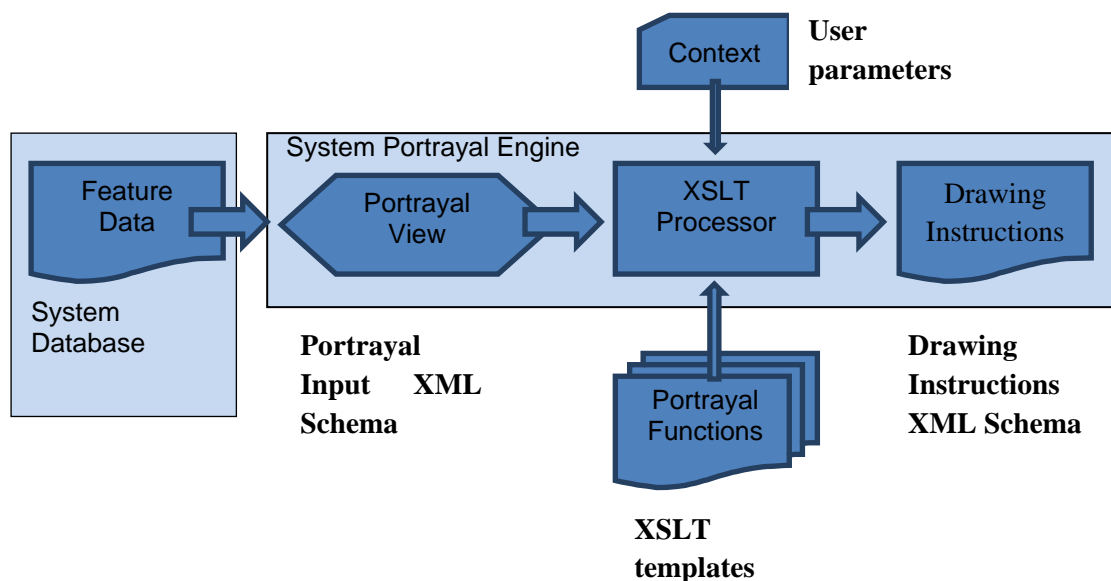 Context
User
parameters
System Portrayal Engine
Feature
Data
Portrayal
View
XSLT
Processor
Drawing
Instructions
System
Database
Portrayal
Input XML
Schema
Portrayal
Functions
Drawing
Instructions
XML Schema
XSLT
templates